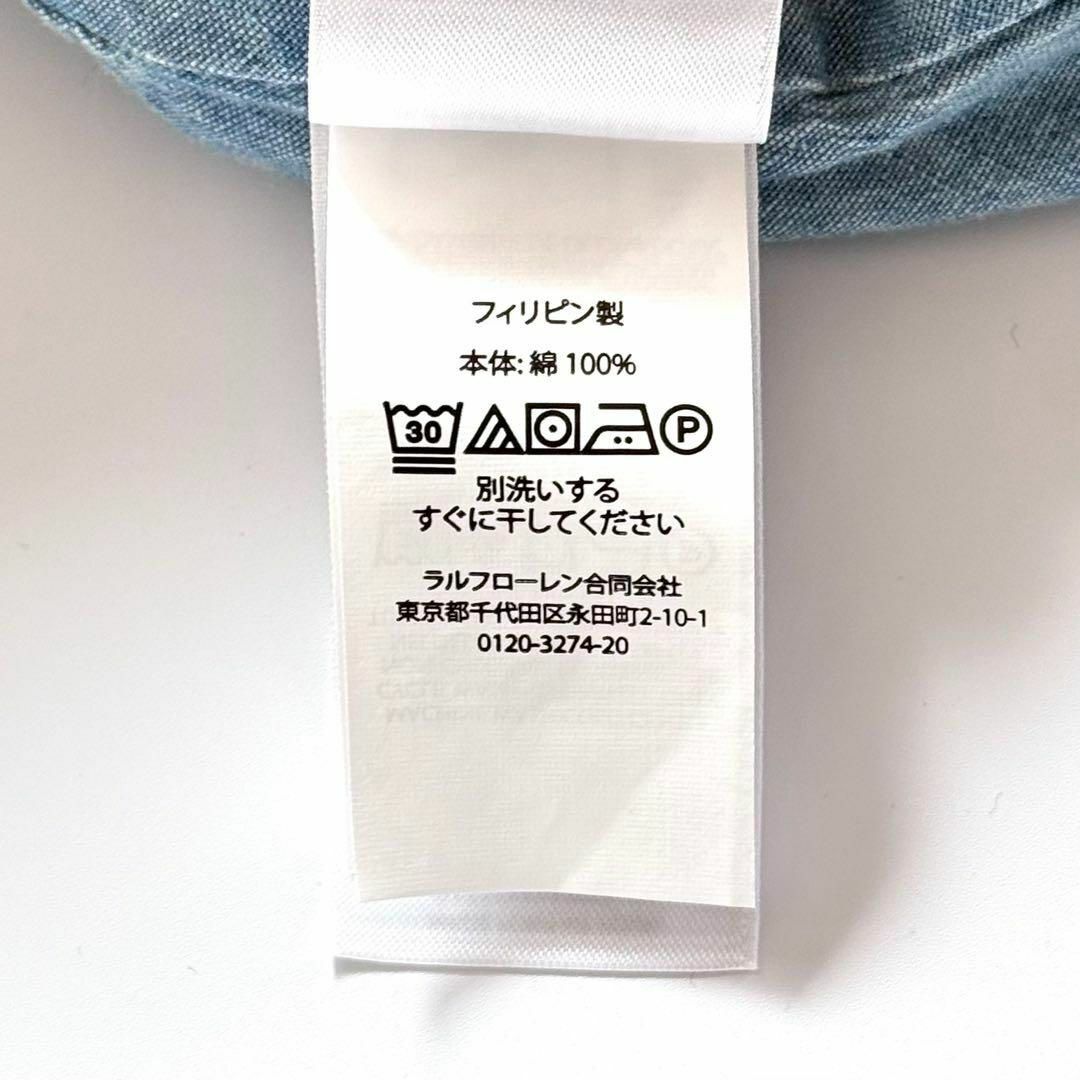 フィリピン製
本体: 綿 100%
30 P
別洗いする
すぐに干してください
ラルフローレン合同会社
東京都千代田区永田町2-10-1
0120-3274-20